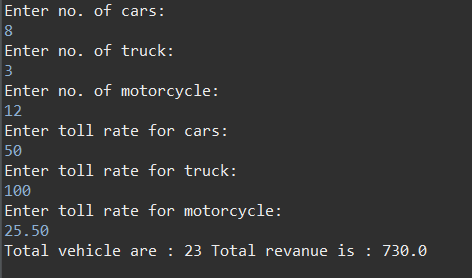 Enter no. of cars:
8
Enter no. of truck:
3
Enter no. of motorcycle:
12
Enter toll rate for cars:
50
Enter toll rate for truck:
100
Enter toll rate for motorcycle:
25.50
Total vehicle are : 23 Total revanue is : 730.0